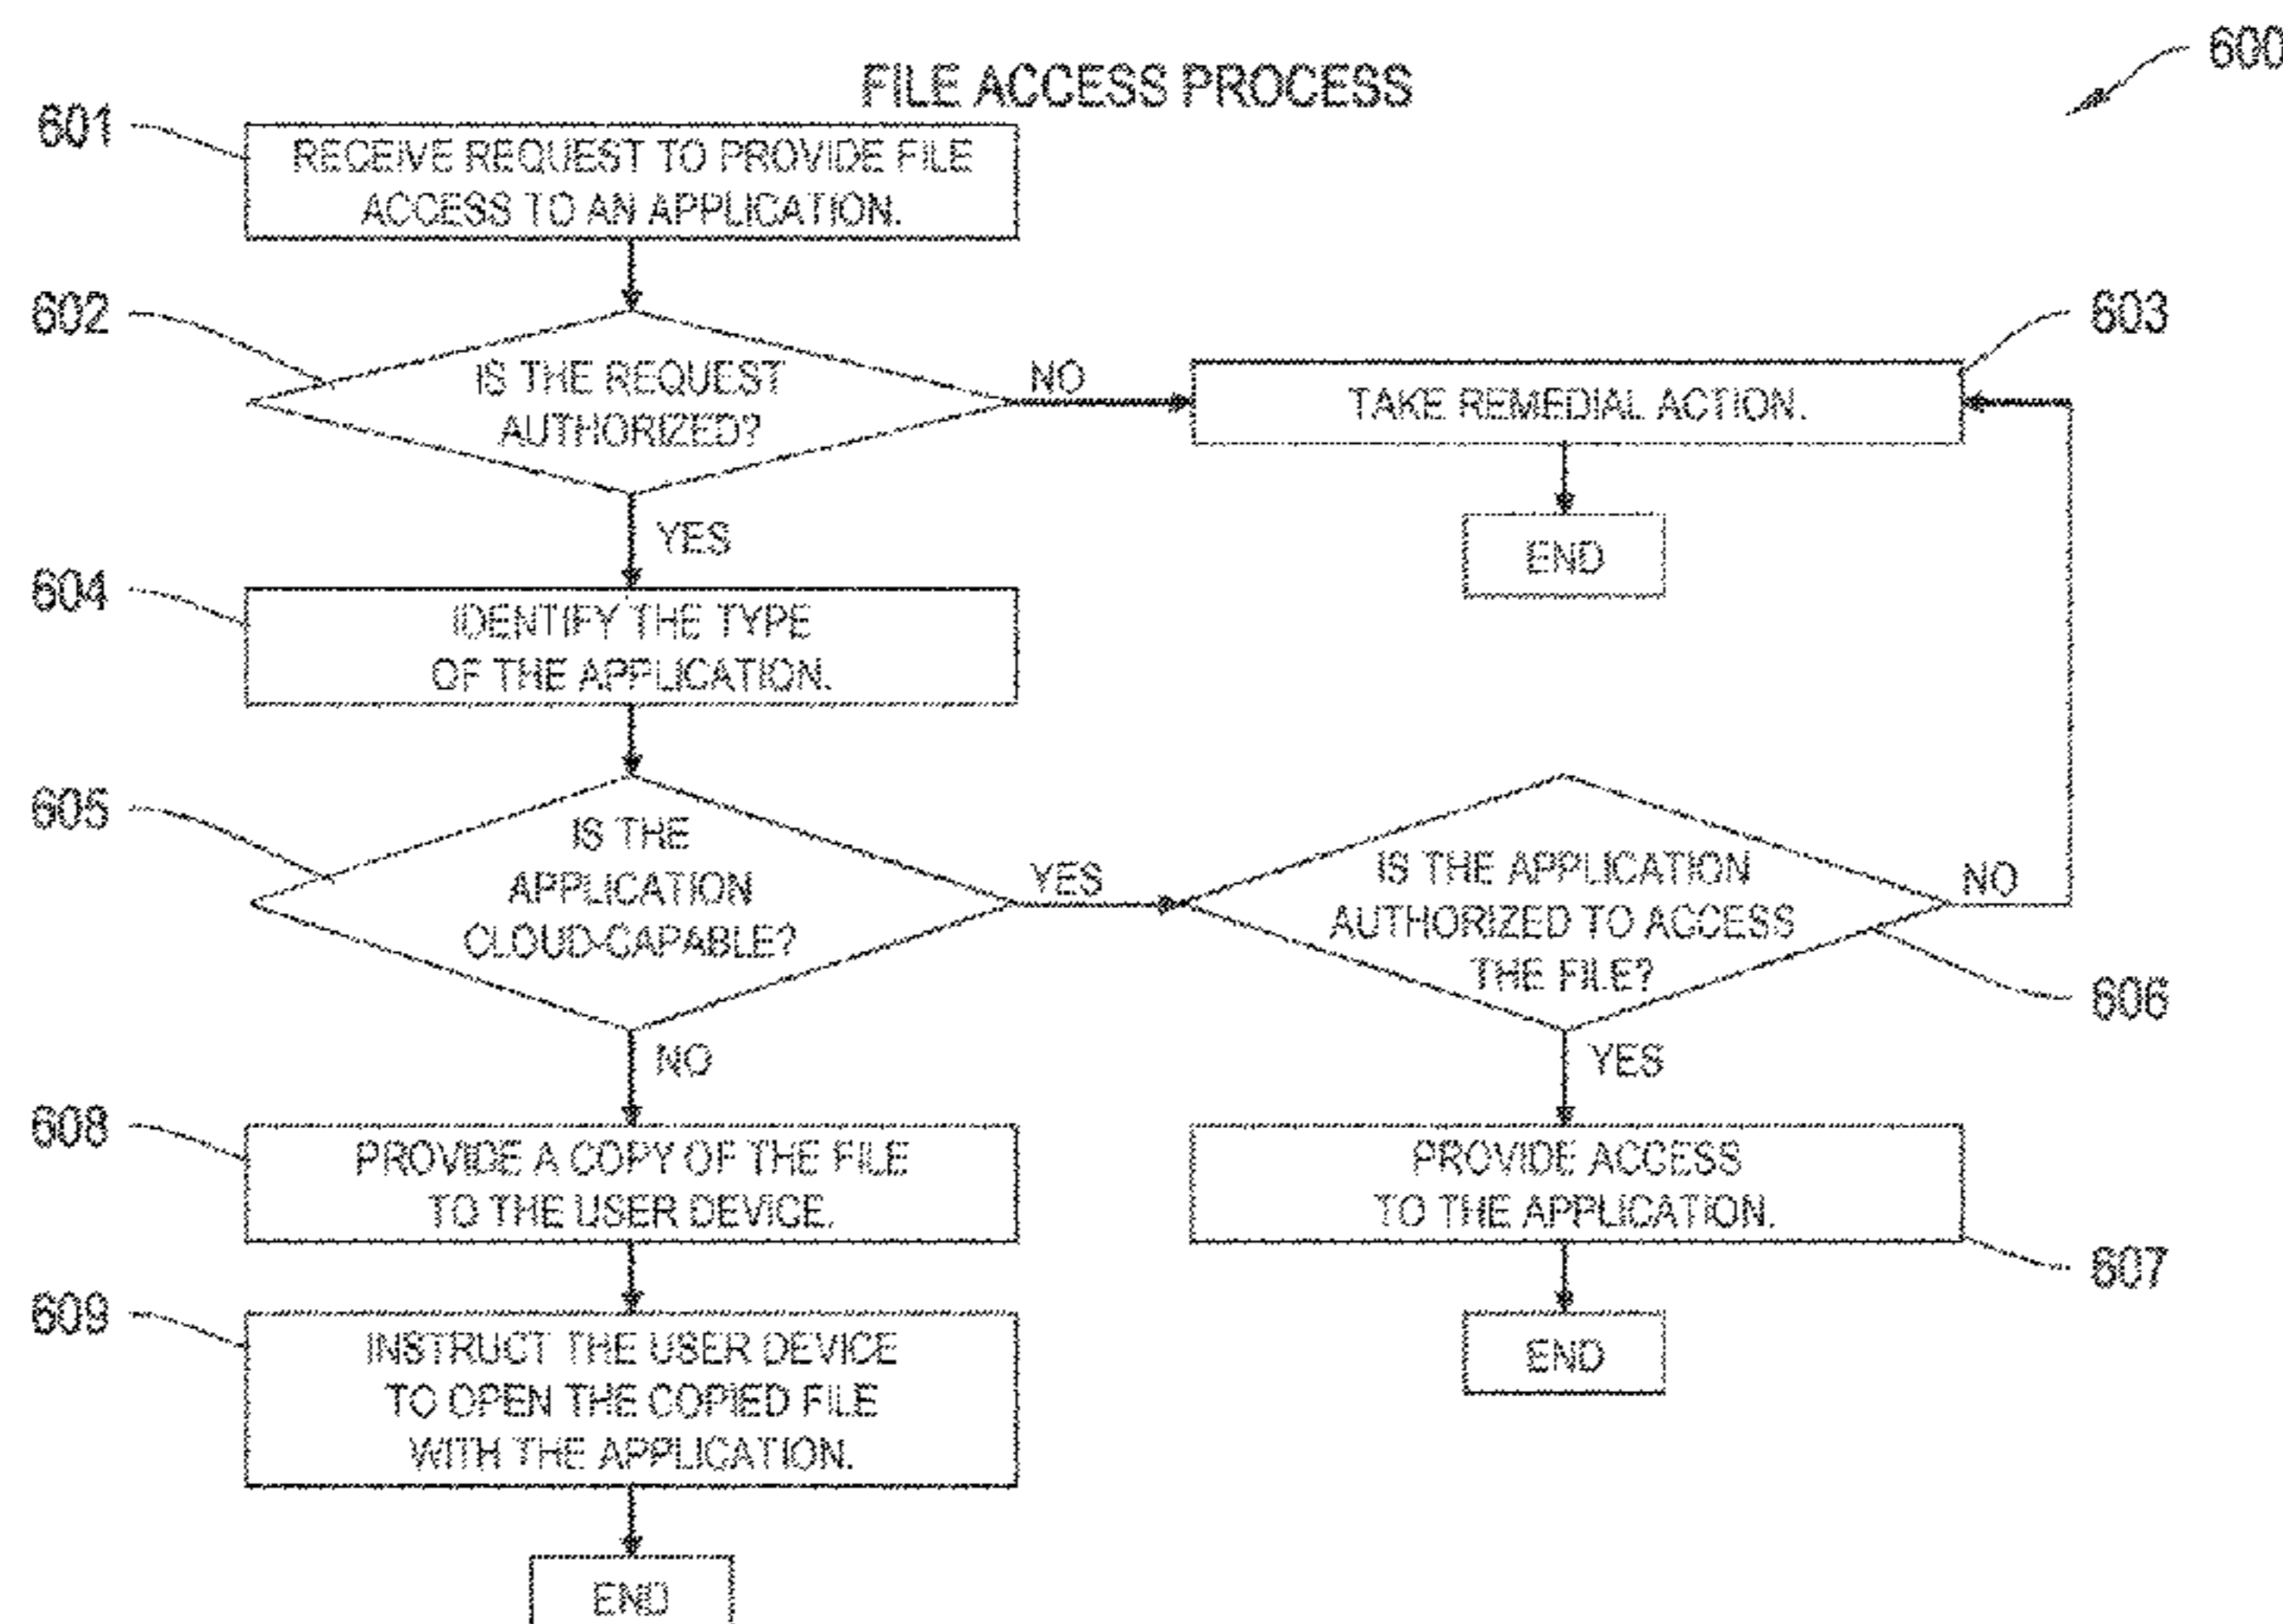 600
FILE ACCESS PROCESS
601
RECEIVE REQUEST TO PROVIDE FILE
ACCESS TO AN APPLICATION.
602
IS THE REQUEST
AUTHORIZED?
NO
603
TAKE REMEDIAL ACTION.
END
YES
604
IDENTIFY THE TYPE
OF THE APPLICATION.
605
IS THE
APPLICATION
CLOUD-CAPABLE?
YES
IS THE APPLICATION
AUTHORIZED TO ACCESS
THE FILE?
NO
606
NO
YES
608
PROVIDE A COPY OF THE FILE
TO THE USER DEVICE.
PROVIDE ACCESS
TO THE APPLICATION.
607
609
INSTRUCT THE USER DEVICE
TO OPEN THE COPIED FILE
WITH THE APPLICATION.
END
END